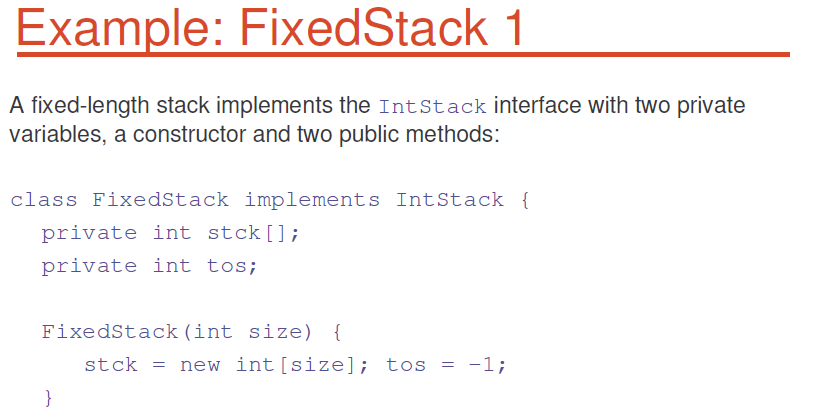 Example: FixedStack 1
A fixed-length stack implements the IntStack interface with two private
variables, a constructor and two public methods:
class FixedStack implements IntStack {
private int stck[];
private int tos;
FixedStack(int size) {
stck = new int[size]; tos = -1;
}